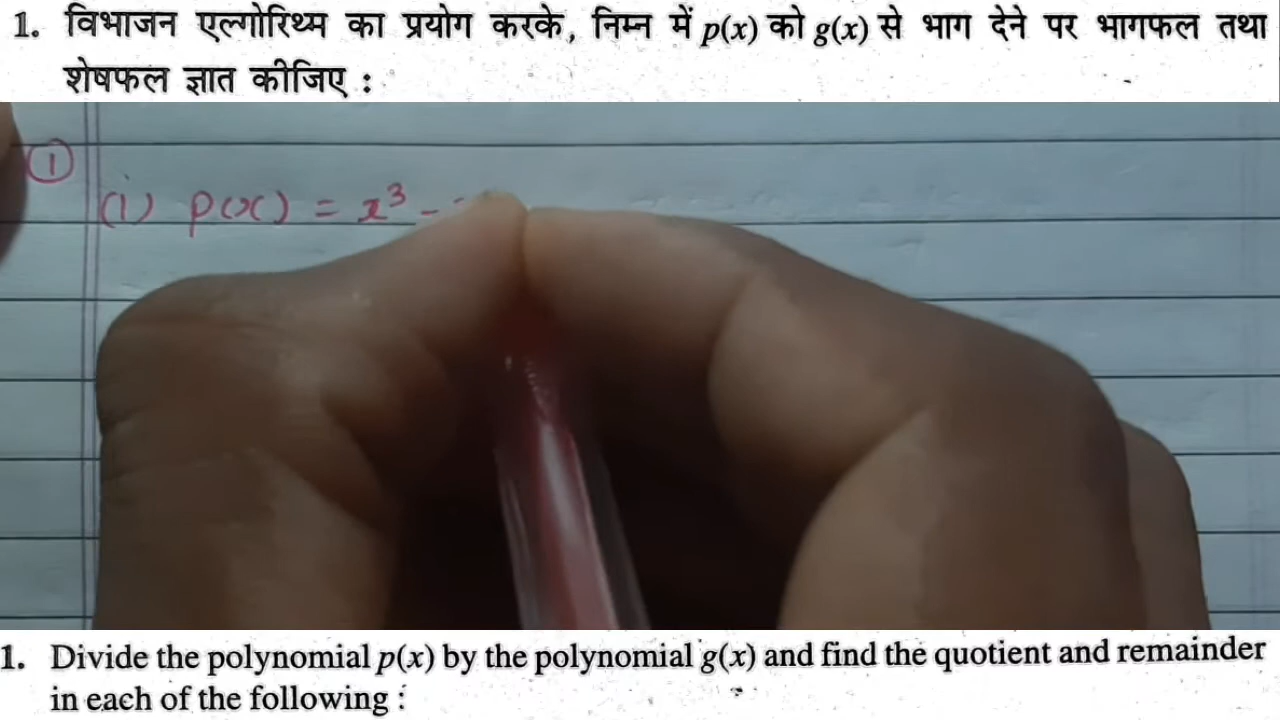 1. विभाजन एल्गोरिथ्म का प्रयोग करके, निम्न में p(x) को g(x) से भाग देने पर भागफल तथा
शेषफल ज्ञात कीजिए :
①
(i) p(x) = x³ -
1. Divide the polynomial p(x) by the polynomial g(x) and find the quotient and remainder
in each of the following :